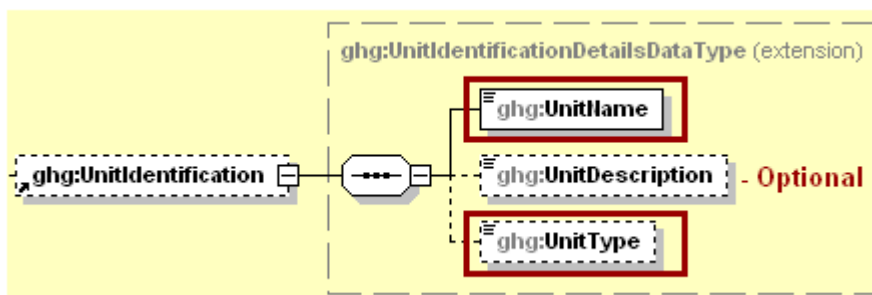 ghg:UnitIdentificationDetailsDataType (extension)
ghg:UnitName
ghg:UnitIdentification
ghg:UnitDescription - Optional
ghg:UnitType